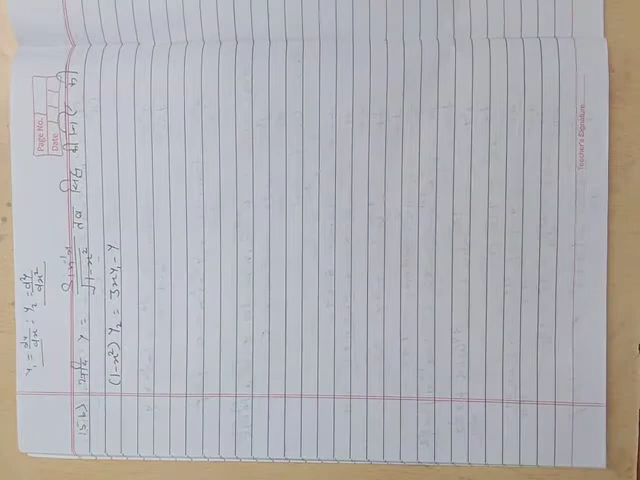 Page No.
Date
y₁ = dy/dx ; y₂ = d²y/dx²
15 b) यदि y = Sin⁻¹x/√(1-x²) तब सिद्ध कीजिए की
(1-x²) y₂ = 3xy₁ - y
Teacher's Signature